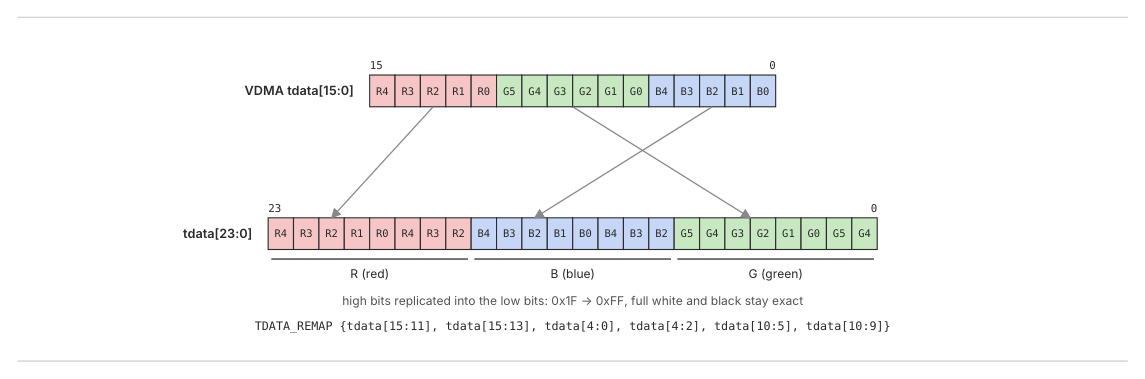 15 0
VDMA tdata[15:0] R4 R3 R2 R1 R0 G5 G4 G3 G2 G1 G0 B4 B3 B2 B1 B0
23 0
tdata[23:0] R4 R3 R2 R1 R0 R4 R3 R2 B4 B3 B2 B1 B0 B4 B3 B2 G5 G4 G3 G2 G1 G0 G5 G4
R (red) B (blue) G (green)
high bits replicated into the low bits: 0x1F → 0xFF, full white and black stay exact
TDATA_REMAP {tdata[15:11], tdata[15:13], tdata[4:0], tdata[4:2], tdata[10:5], tdata[10:9]}